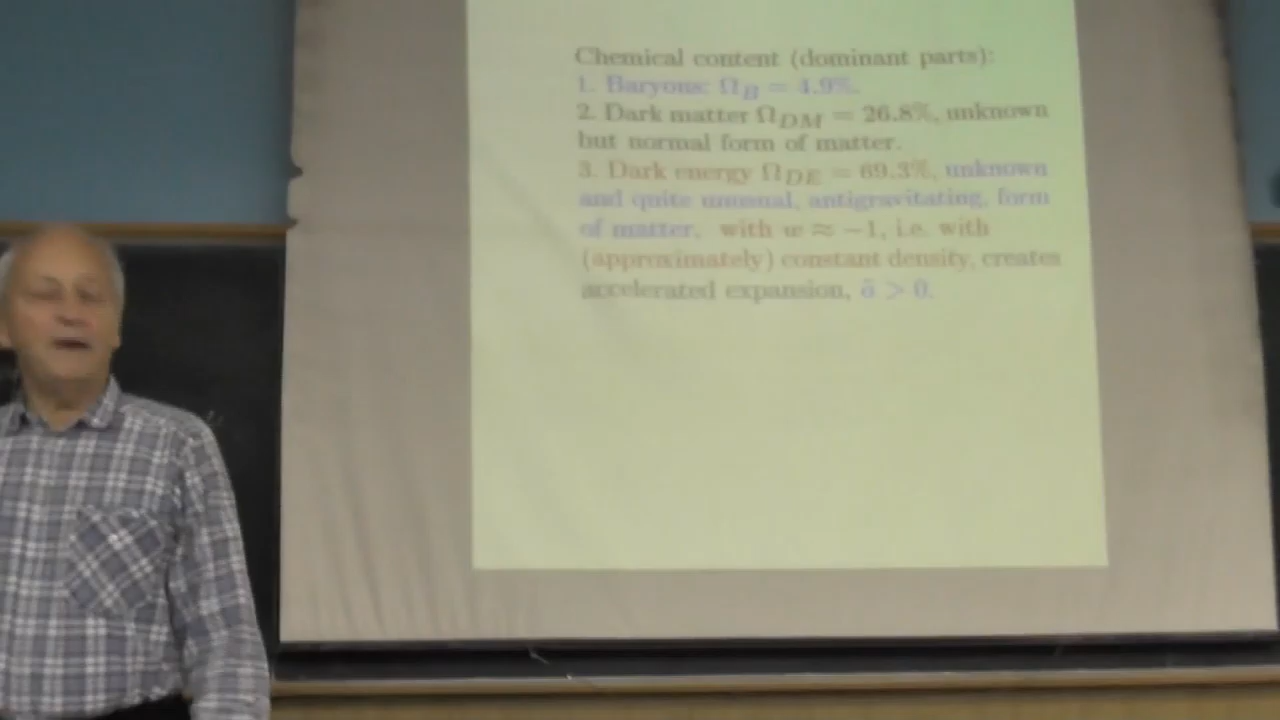 Chemical content (dominant parts):
1. Baryons: Ω_B = 4.9%.
2. Dark matter Ω_DM = 26.8%, unknown
but normal form of matter.
3. Dark energy Ω_DE = 69.3%, unknown
and quite unusual, antigravitating, form
of matter. with w ≈ −1, i.e. with
(approximately) constant density, creates
accelerated expansion, ä > 0.